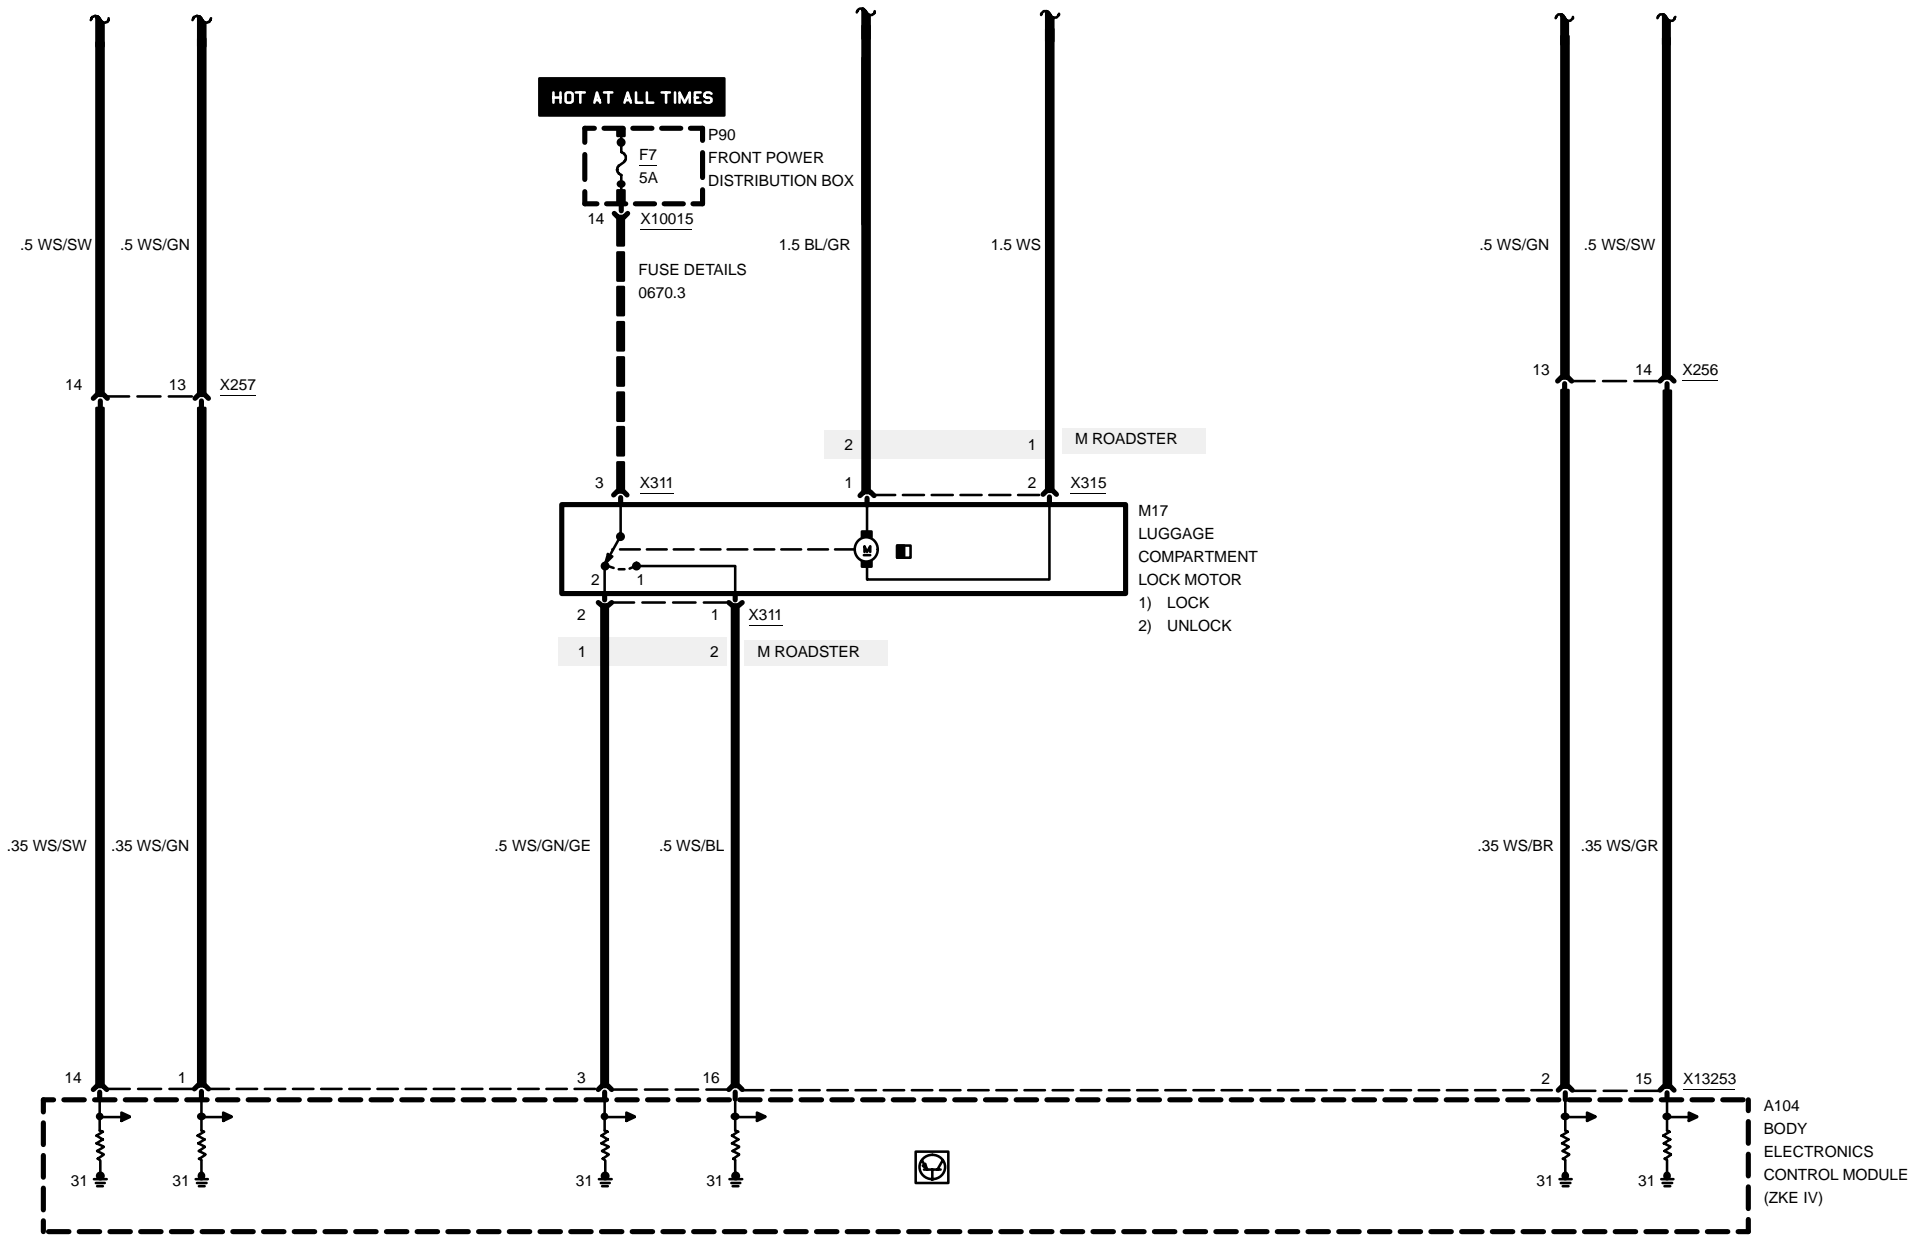 HOT AT ALL TIMES
P90
FRONT POWER
DISTRIBUTION BOX
F7
5A
14 X10015
.5 WS/SW .5 WS/GN
1.5 BL/GR 1.5 WS
.5 WS/GN .5 WS/SW
FUSE DETAILS
0670.3
14 13 X257
13 14 X256
2 1 M ROADSTER
3 X311
1 2 X315
M
2 1
M17
LUGGAGE
COMPARTMENT
LOCK MOTOR
1) LOCK
2) UNLOCK
2 1 X311
1 2 M ROADSTER
.35 WS/SW .35 WS/GN
.5 WS/GN/GE .5 WS/BL
.35 WS/BR .35 WS/GR
14 1 3 16 2 15 X13253
31 31 31 31 31 31
A104
BODY
ELECTRONICS
CONTROL MODULE
(ZKE IV)